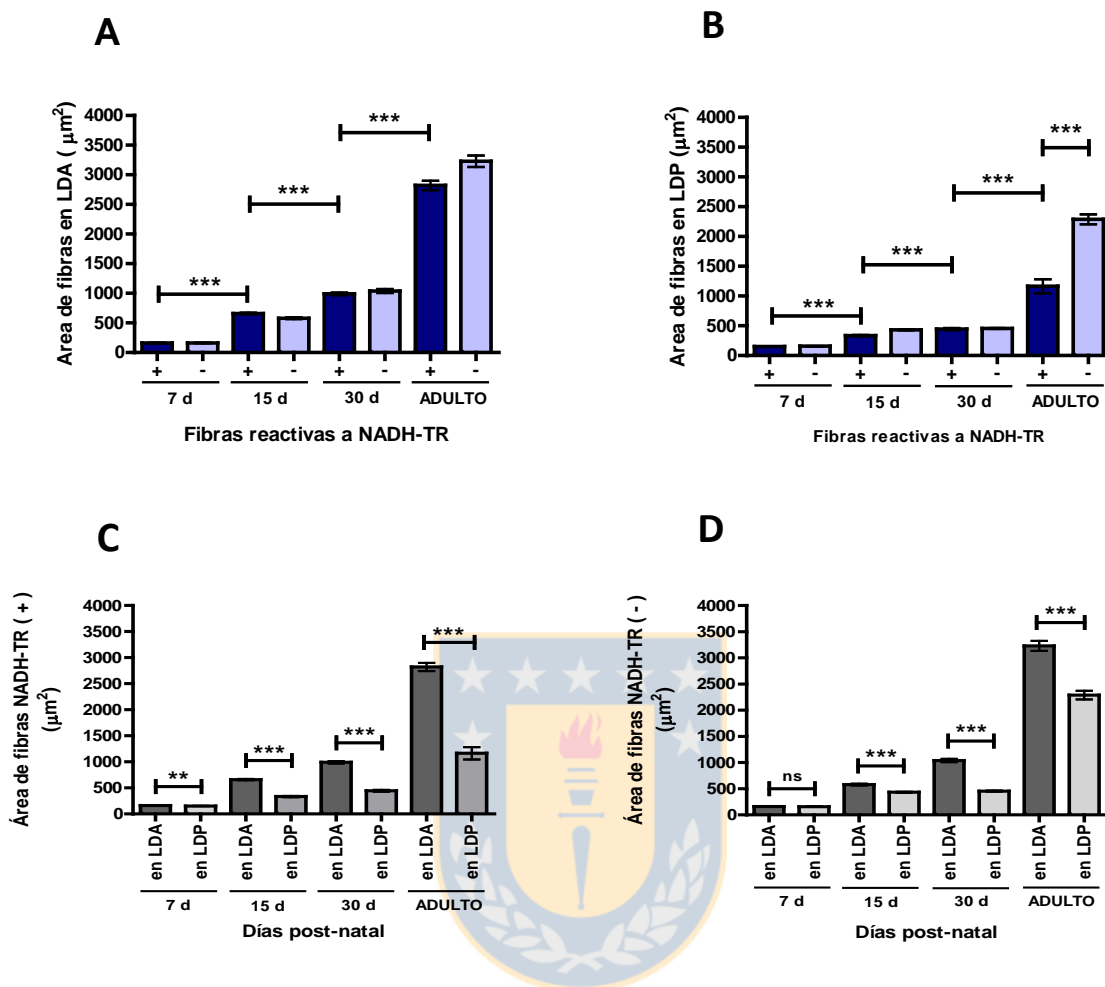 A
Área de fibras en LDA ( µm2)
4000
3500
3000
2500
2000
1500
1000
500
0
***
***
***
+ - + - + - + -
7 d 15 d 30 d ADULTO
Fibras reactivas a NADH-TR
B
Área de fibras en LDP (µm2)
4000
3500
3000
2500
2000
1500
1000
500
0
***
***
***
***
+ - + - + - + -
7 d 15 d 30 d ADULTO
Fibras reactivas a NADH-TR
C
Área de fibras NADH-TR ( + )
(µm2)
4000
3500
3000
2500
2000
1500
1000
500
0
**
***
***
***
en LDA en LDP en LDA en LDP en LDA en LDP en LDA en LDP
7 d 15 d 30 d ADULTO
Días post-natal
D
Área de fibras NADH-TR ( - )
(µm2)
4000
3500
3000
2500
2000
1500
1000
500
0
ns
***
***
***
en LDA en LDP en LDA en LDP en LDA en LDP en LDA en LDP
7 d 15 d 30 d ADULTO
Días post-natal